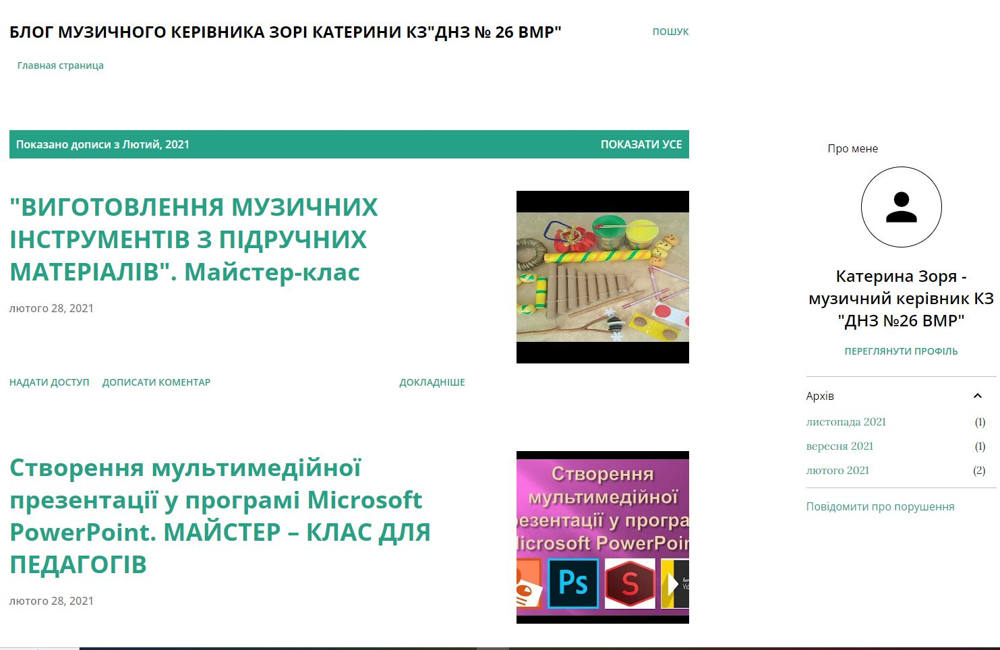 БЛОГ МУЗИЧНОГО КЕРІВНИКА ЗОРІ КАТЕРИНИ КЗ"ДНЗ № 26 ВМР"
ПОШУК
Главная страница
Показано дописи з Лютий, 2021
ПОКАЗАТИ УСЕ
"ВИГОТОВЛЕННЯ МУЗИЧНИХ
ІНСТРУМЕНТІВ З ПІДРУЧНИХ
МАТЕРІАЛІВ". Майстер-клас
лютого 28, 2021
НАДАТИ ДОСТУП
ДОПИСАТИ КОМЕНТАР
ДОКЛАДНІШЕ
Створення мультимедійної
презентації у програмі Microsoft
PowerPoint. МАЙСТЕР – КЛАС ДЛЯ
ПЕДАГОГІВ
лютого 28, 2021
Створення
мультимедійної
резентації у програ
icrosoft PowerPoin
Ps
S
Про мене
Катерина Зоря -
музичний керівник КЗ
"ДНЗ №26 ВМР"
ПЕРЕГЛЯНУТИ ПРОФІЛЬ
Архів
листопада 2021 (1)
вересня 2021 (1)
лютого 2021 (2)
Повідомити про порушення